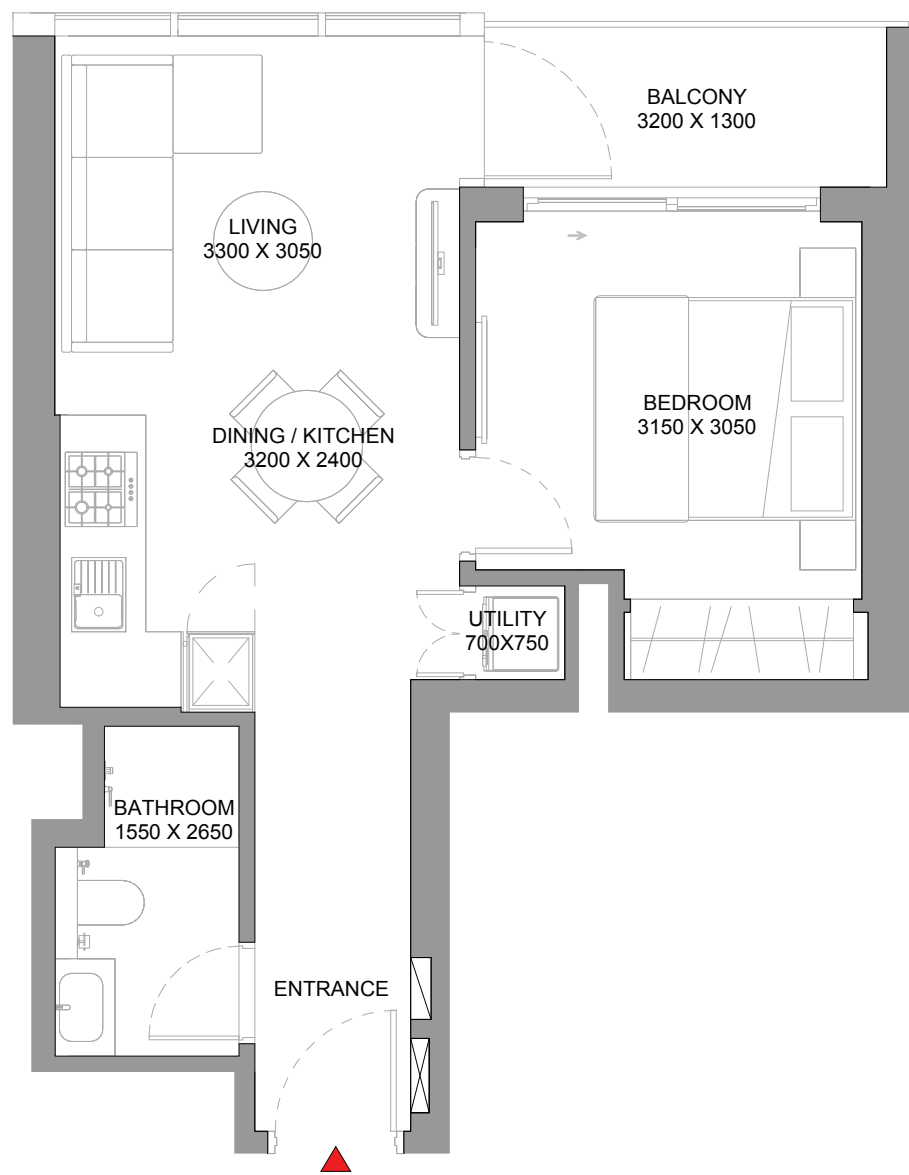 BALCONY
3200 X 1300
LIVING
3300 X 3050
BEDROOM
3150 X 3050
DINING / KITCHEN
3200 X 2400
UTILITY
700X750
BATHROOM
1550 X 2650
ENTRANCE